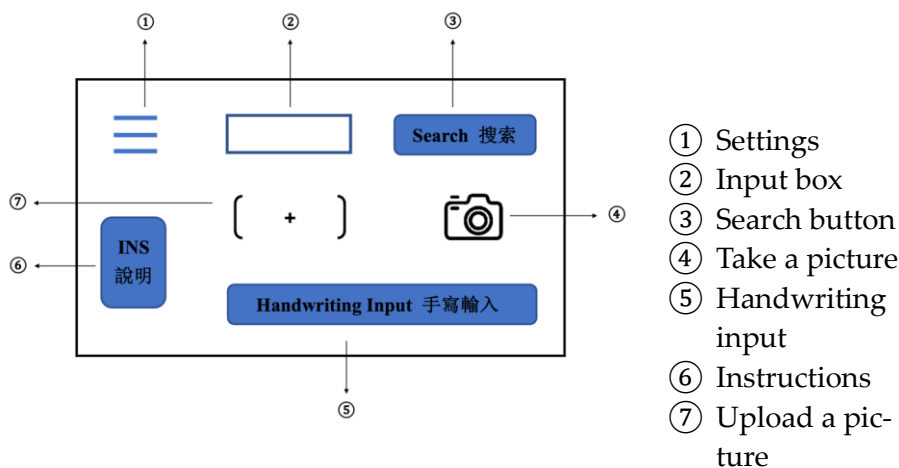 ① ② ③
Search 搜索
⑦ + ④
INS
說明
⑥
Handwriting Input 手寫輸入
⑤
① Settings
② Input box
③ Search button
④ Take a picture
⑤ Handwriting
input
⑥ Instructions
⑦ Upload a pic-
ture